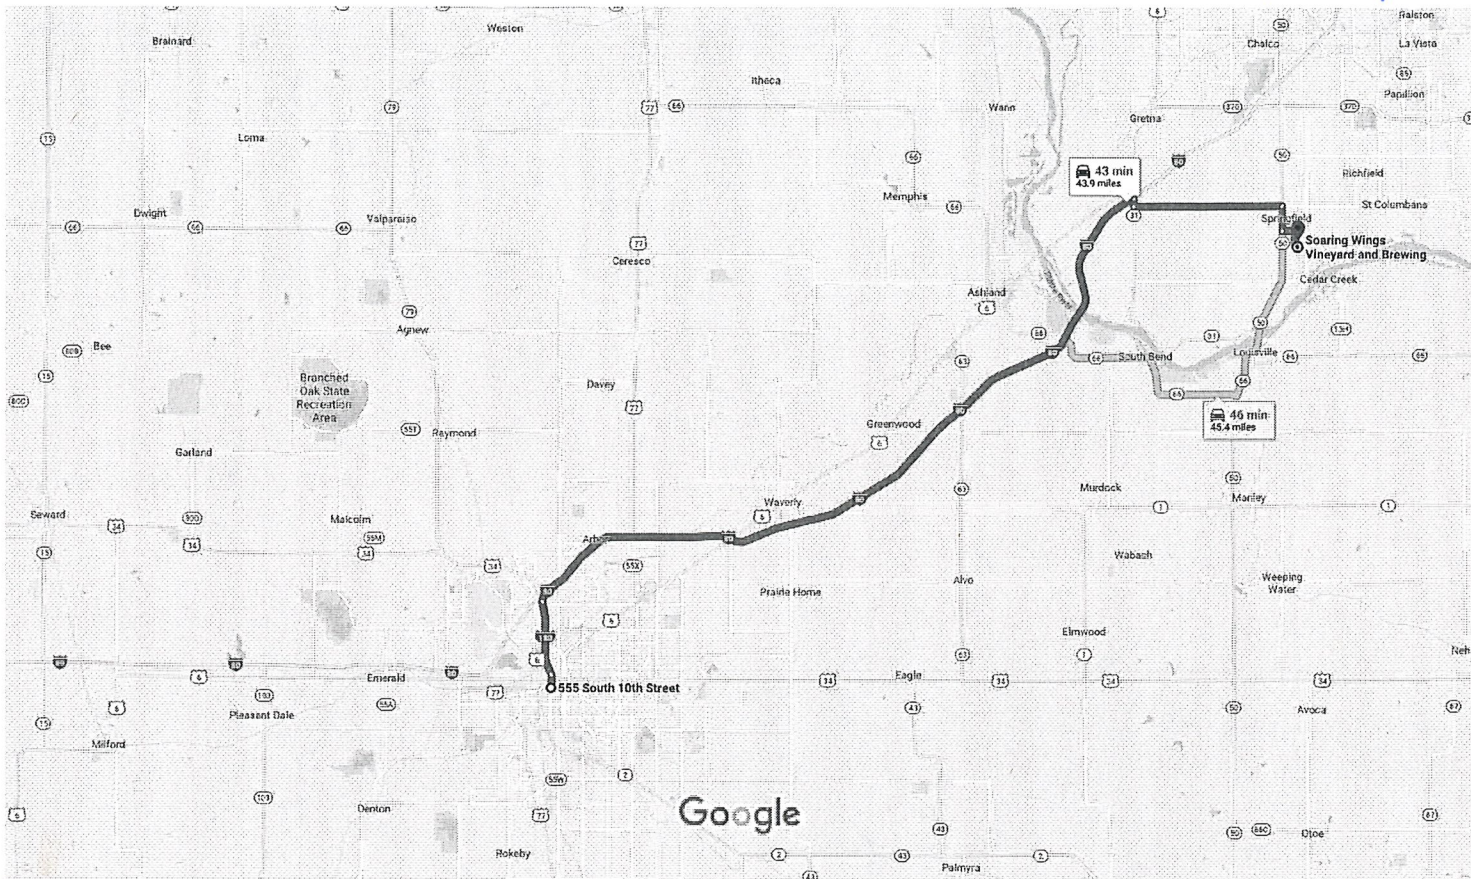 Ralston
Weston
Brainard
Chalco
La Vista
Ithaca
Papillion
Wann
Gretna
Loma
43 min
43.9 miles
Richfield
Memphis
St Columbans
Dwight
Valparaiso
Springfield
Soaring Wings
Vineyard and Brewing
Ceresco
Cedar Creek
Ashland
Agnew
Bee
South Bend
Louisville
Branched
Oak State
Recreation
Area
Davey
46 min
45.4 miles
Greenwood
Raymond
Garland
Murdock
Manley
Waverly
Seward
Malcolm
Arbor
Wabash
Alvo
Weeping
Water
Prairie Home
Elmwood
Neh
Emerald
Eagle
555 South 10th Street
Pleasant Dale
Avoca
Milford
Denton
Google
Otoe
Rokeby
Palmyra